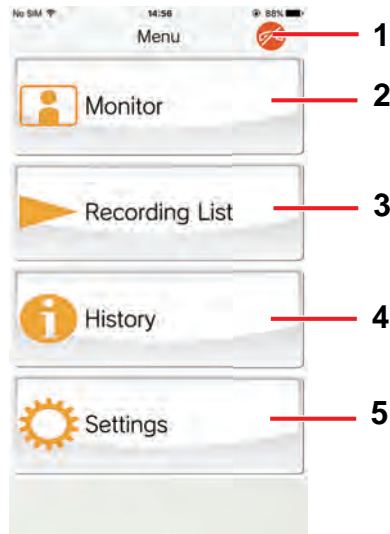 No SIM 14:56 88%
Menu 1
Monitor 2
Recording List 3
History 4
Settings 5